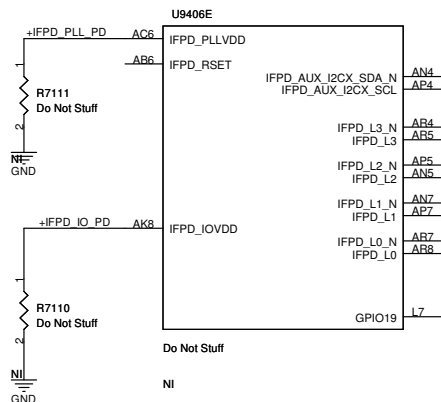 U9406E
+IFPD_PLL_PD AC6 IFPD_PLLVDD
AB6 IFPD_RSET
1
R7111
Do Not Stuff
2
NI
GND
IFPD_AUX_I2CX_SDA_N AN4
IFPD_AUX_I2CX_SCL AP4
IFPD_L3_N AR4
IFPD_L3 AR5
IFPD_L2_N AP5
IFPD_L2 AN5
IFPD_L1_N AN7
IFPD_L1 AP7
+IFPD_IO_PD AK8 IFPD_IOVDD
IFPD_L0_N AR7
IFPD_L0 AR8
1
R7110
Do Not Stuff
2
GPIO19 L7
Do Not Stuff
NI
NI
GND